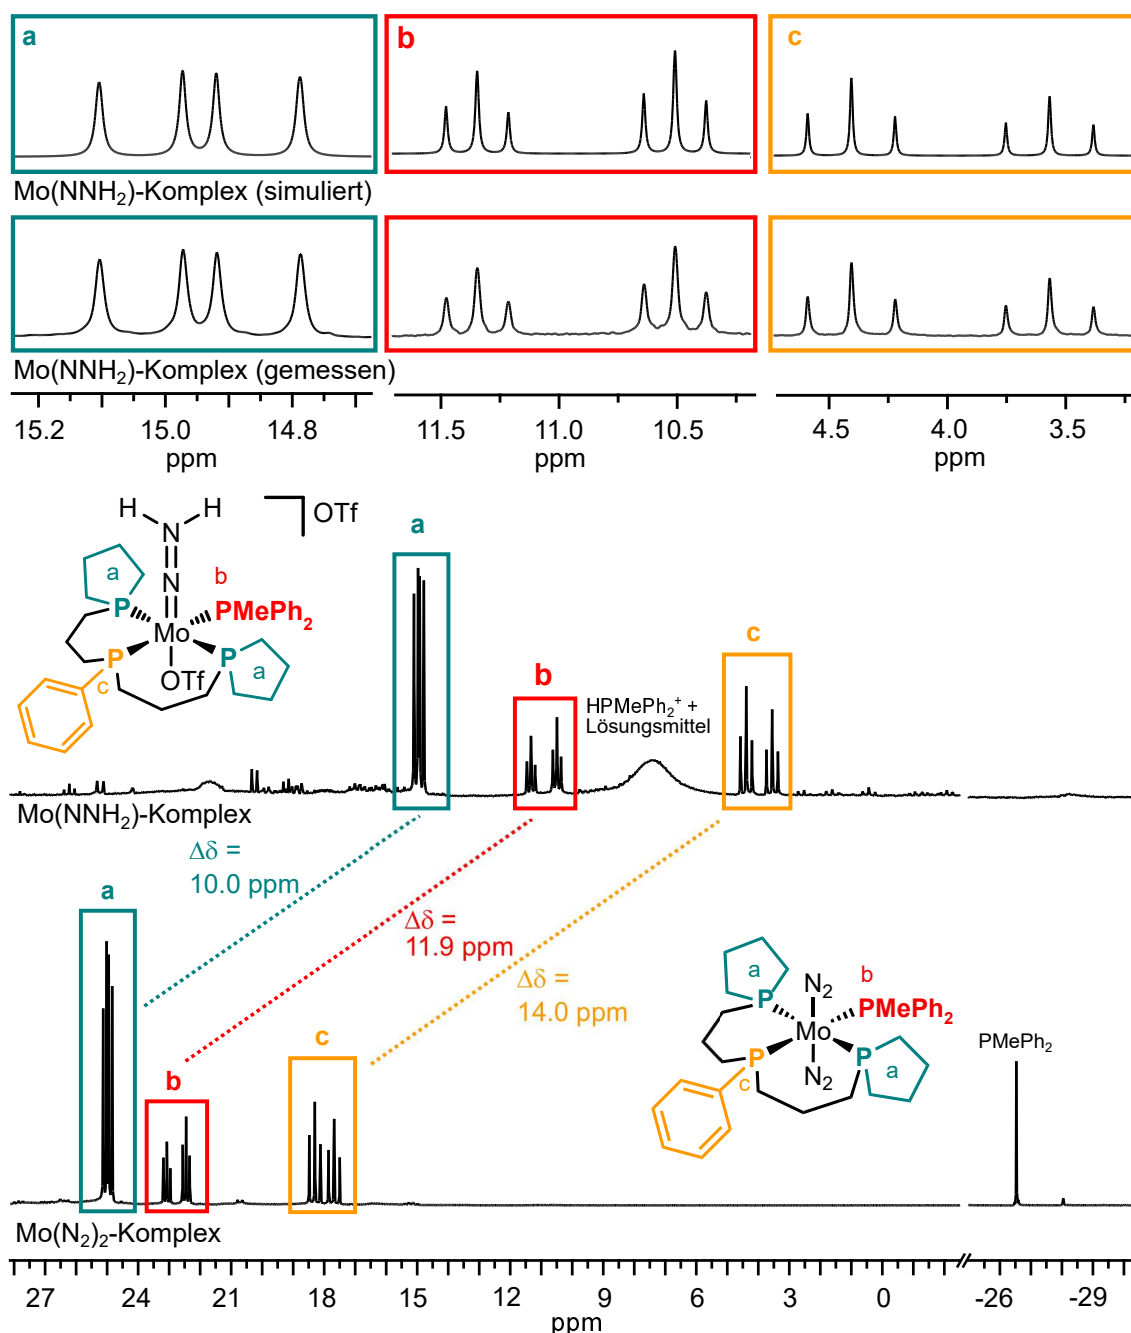 a
b
c
Mo(NNH₂)-Komplex (simuliert)
Mo(NNH₂)-Komplex (gemessen)
15.2 15.0 14.8
ppm
11.5 11.0 10.5
ppm
4.5 4.0 3.5
ppm
H H
N
N
OTf
a
b
P
PMePh₂
Mo
P
P
c
OTf
a
a
b
HPMePh₂⁺ +
Lösungsmittel
c
Mo(NNH₂)-Komplex
Δδ =
10.0 ppm
Δδ =
11.9 ppm
Δδ =
14.0 ppm
a
b
c
a
N₂
b
P
PMePh₂
Mo
P
P
c
N₂
a
PMePh₂
Mo(N₂)₂-Komplex
27 24 21 18 15 12 9 6 3 0 -26 -29
ppm